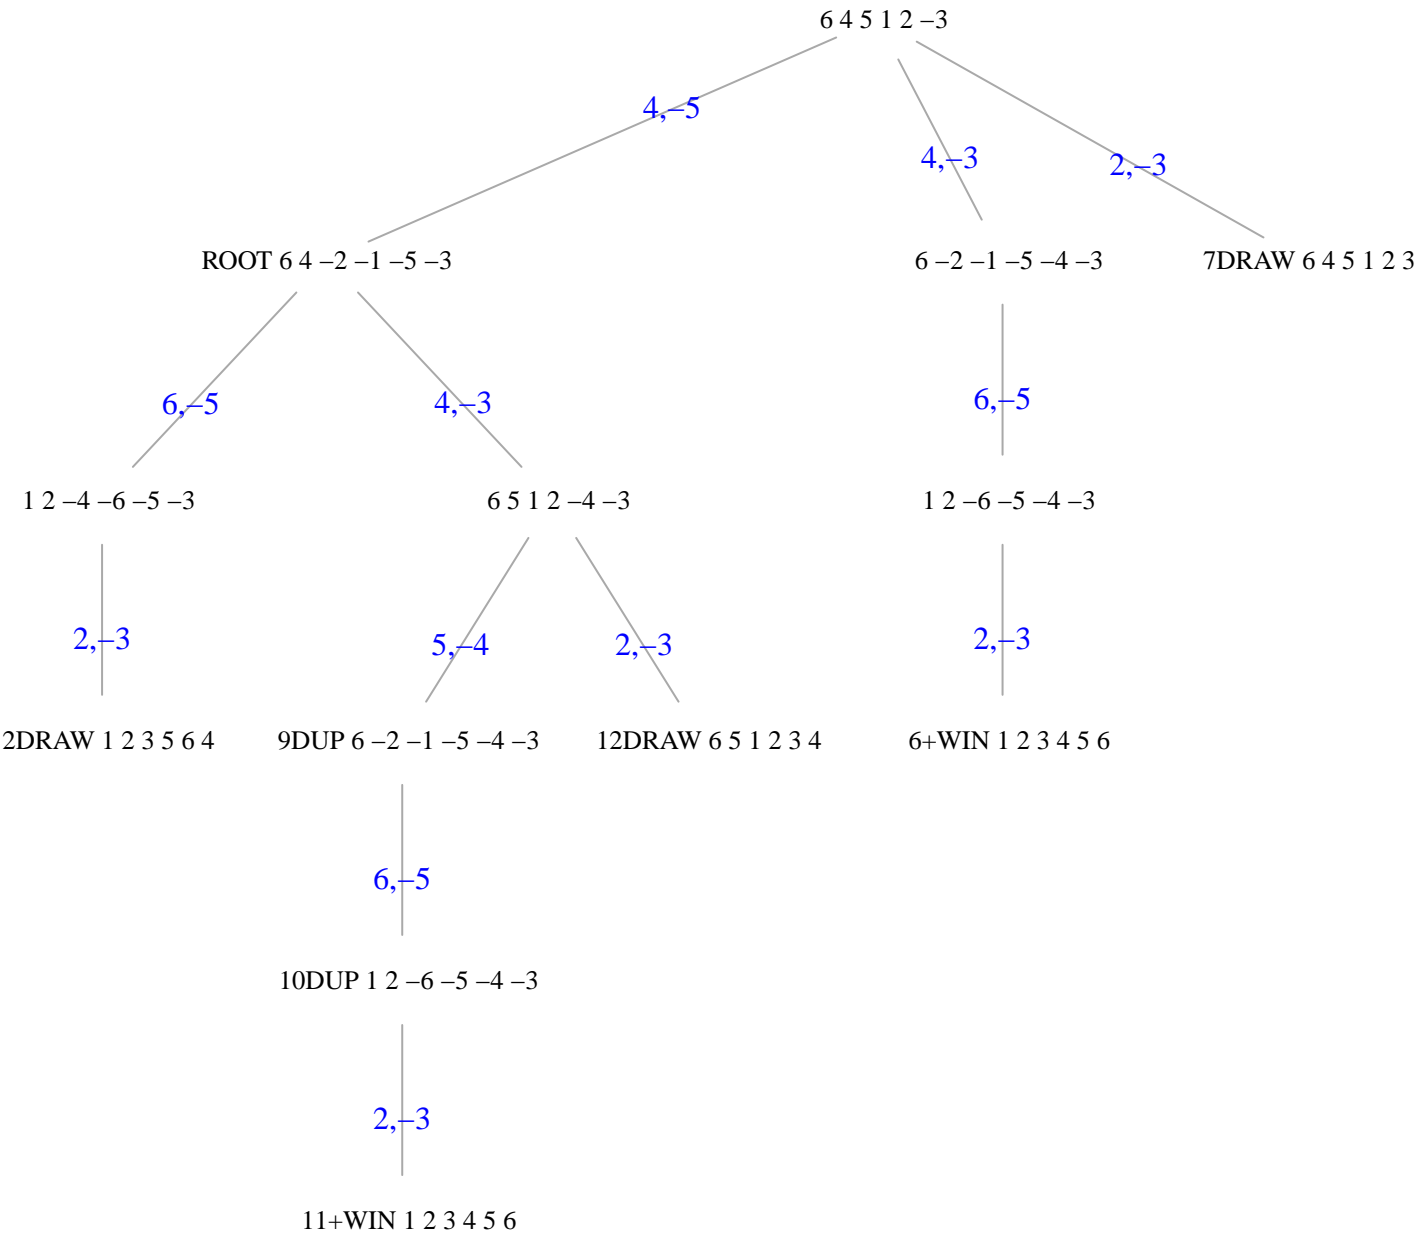 6 4 5 1 2 –3
4,–5
4,–3
2,–3
ROOT 6 4 –2 –1 –5 –3
6 –2 –1 –5 –4 –3
7DRAW 6 4 5 1 2 3
6,–5
4,–3
6,–5
1 2 –4 –6 –5 –3
6 5 1 2 –4 –3
1 2 –6 –5 –4 –3
2,–3
5,–4
2,–3
2,–3
2DRAW 1 2 3 5 6 4
9DUP 6 –2 –1 –5 –4 –3
12DRAW 6 5 1 2 3 4
6+WIN 1 2 3 4 5 6
6,–5
10DUP 1 2 –6 –5 –4 –3
2,–3
11+WIN 1 2 3 4 5 6